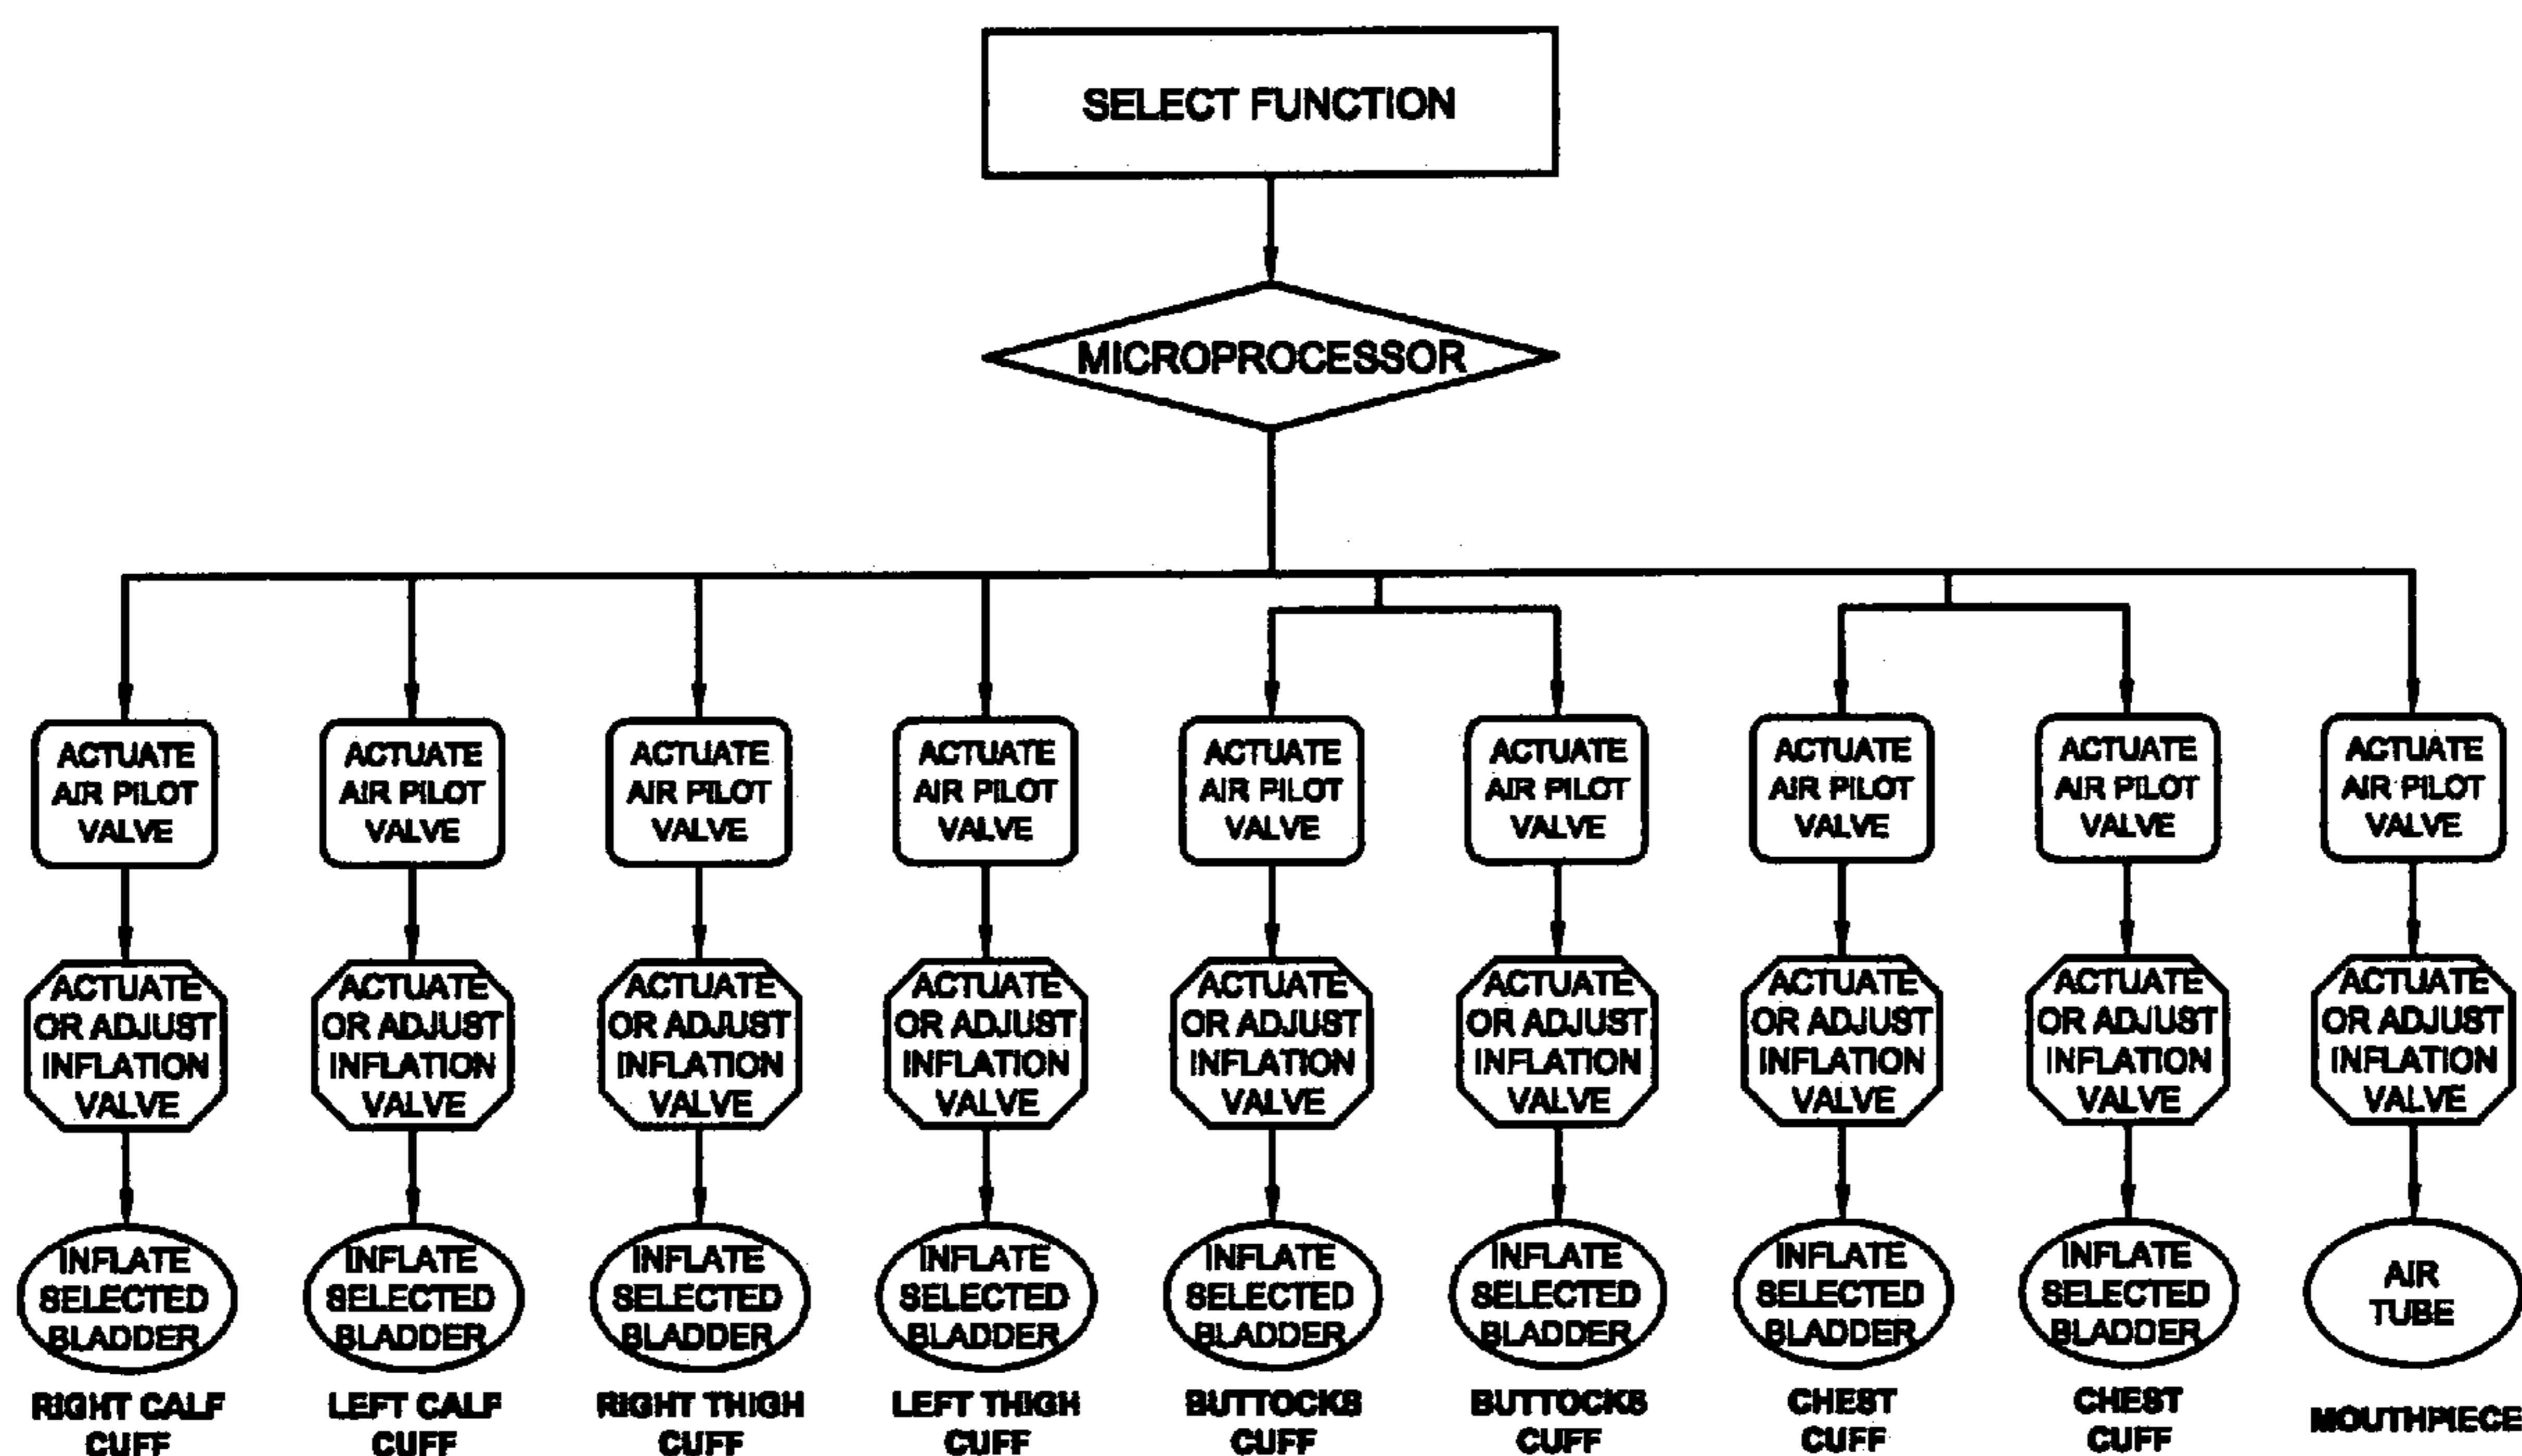 SELECT FUNCTION
MICROPROCESSOR
ACTUATE
AIR PILOT
VALVE
ACTUATE
AIR PILOT
VALVE
ACTUATE
AIR PILOT
VALVE
ACTUATE
AIR PILOT
VALVE
ACTUATE
AIR PILOT
VALVE
ACTUATE
AIR PILOT
VALVE
ACTUATE
AIR PILOT
VALVE
ACTUATE
AIR PILOT
VALVE
ACTUATE
AIR PILOT
VALVE
ACTUATE
OR ADJUST
INFLATION
VALVE
ACTUATE
OR ADJUST
INFLATION
VALVE
ACTUATE
OR ADJUST
INFLATION
VALVE
ACTUATE
OR ADJUST
INFLATION
VALVE
ACTUATE
OR ADJUST
INFLATION
VALVE
ACTUATE
OR ADJUST
INFLATION
VALVE
ACTUATE
OR ADJUST
INFLATION
VALVE
ACTUATE
OR ADJUST
INFLATION
VALVE
ACTUATE
OR ADJUST
INFLATION
VALVE
INFLATE
SELECTED
BLADDER
INFLATE
SELECTED
BLADDER
INFLATE
SELECTED
BLADDER
INFLATE
SELECTED
BLADDER
INFLATE
SELECTED
BLADDER
INFLATE
SELECTED
BLADDER
INFLATE
SELECTED
BLADDER
INFLATE
SELECTED
BLADDER
AIR
TUBE
RIGHT CALF
CUFF
LEFT CALF
CUFF
RIGHT THIGH
CUFF
LEFT THIGH
CUFF
BUTTOCKS
CUFF
BUTTOCKS
CUFF
CHEST
CUFF
CHEST
CUFF
MOUTHPIECE